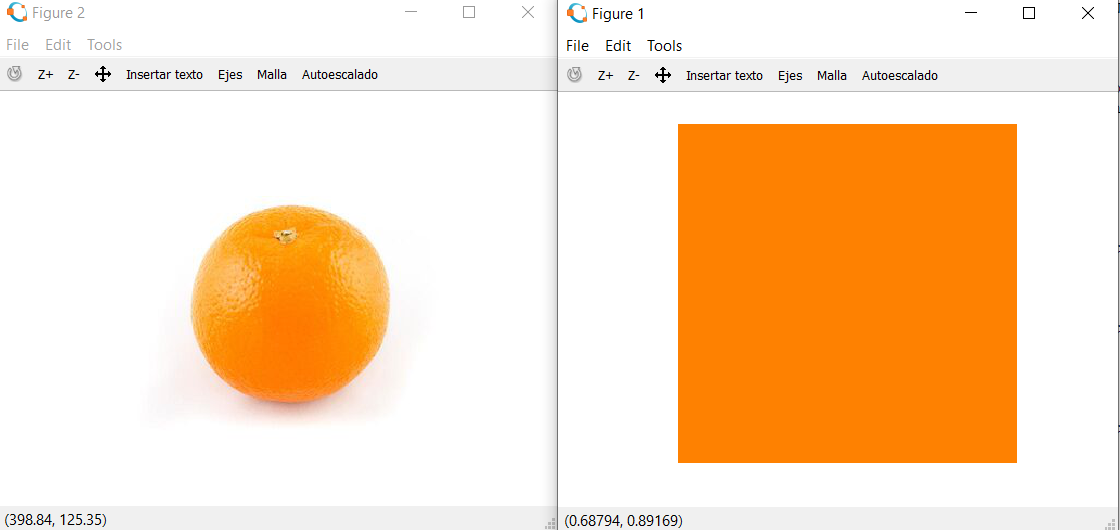 Figure 2
File Edit Tools
Z+ Z- Insertar texto Ejes Malla Autoescalado
(398.84, 125.35)
Figure 1
File Edit Tools
Z+ Z- Insertar texto Ejes Malla Autoescalado
(0.68794, 0.89169)